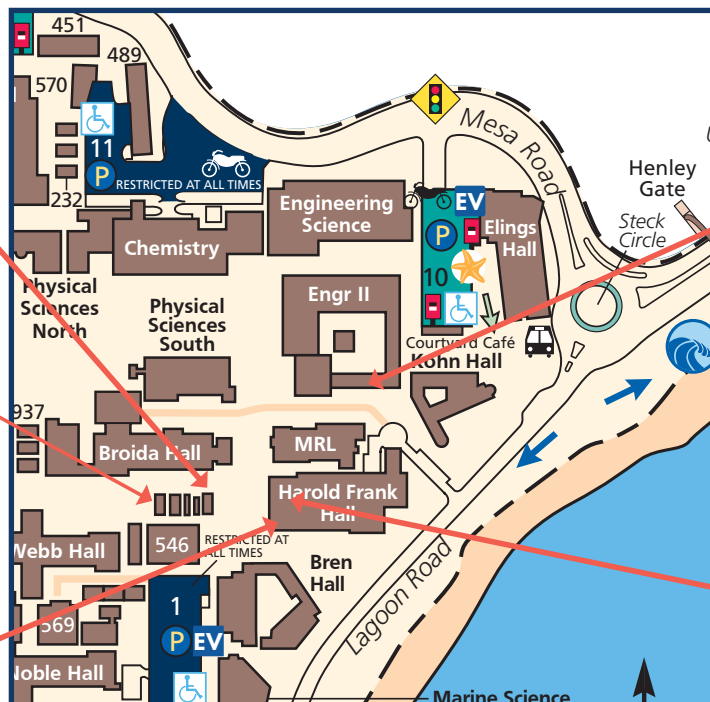 451
489
570
11
P
RESTRICTED AT ALL TIMES
232
Mesa Road
Henley
Gate
Steck
Circle
Engineering
Science
EV
P
Elings
Hall
10
Chemistry
Physical
Sciences
North
Physical
Sciences
South
Engr II
Courtyard Café
Kohn Hall
937
Broida Hall
MRL
Harold Frank
Hall
Webb Hall
546
RESTRICTED AT
ALL TIMES
Bren
Hall
Lagoon Road
569
1
P
EV
Noble Hall
Marine Science